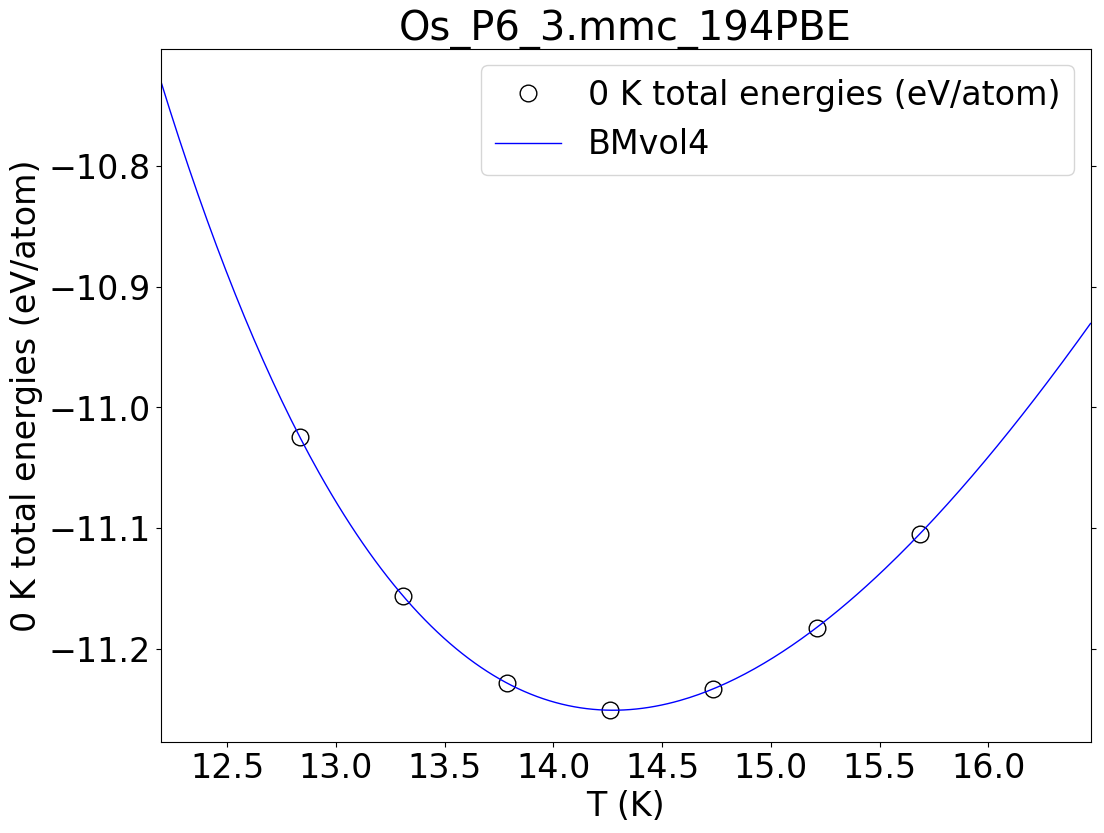 Os_P6_3.mmc_194PBE
0 K total energies (eV/atom)
BMvol4
0 K total energies (eV/atom)
−10.8
−10.9
−11.0
−11.1
−11.2
12.5 13.0 13.5 14.0 14.5 15.0 15.5 16.0
T (K)